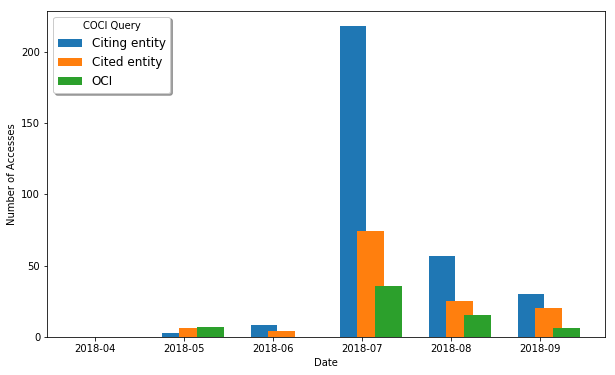 COCI Query
Citing entity
Cited entity
OCI
Number of Accesses
200
150
100
50
0
2018-04 2018-05 2018-06 2018-07 2018-08 2018-09
Date